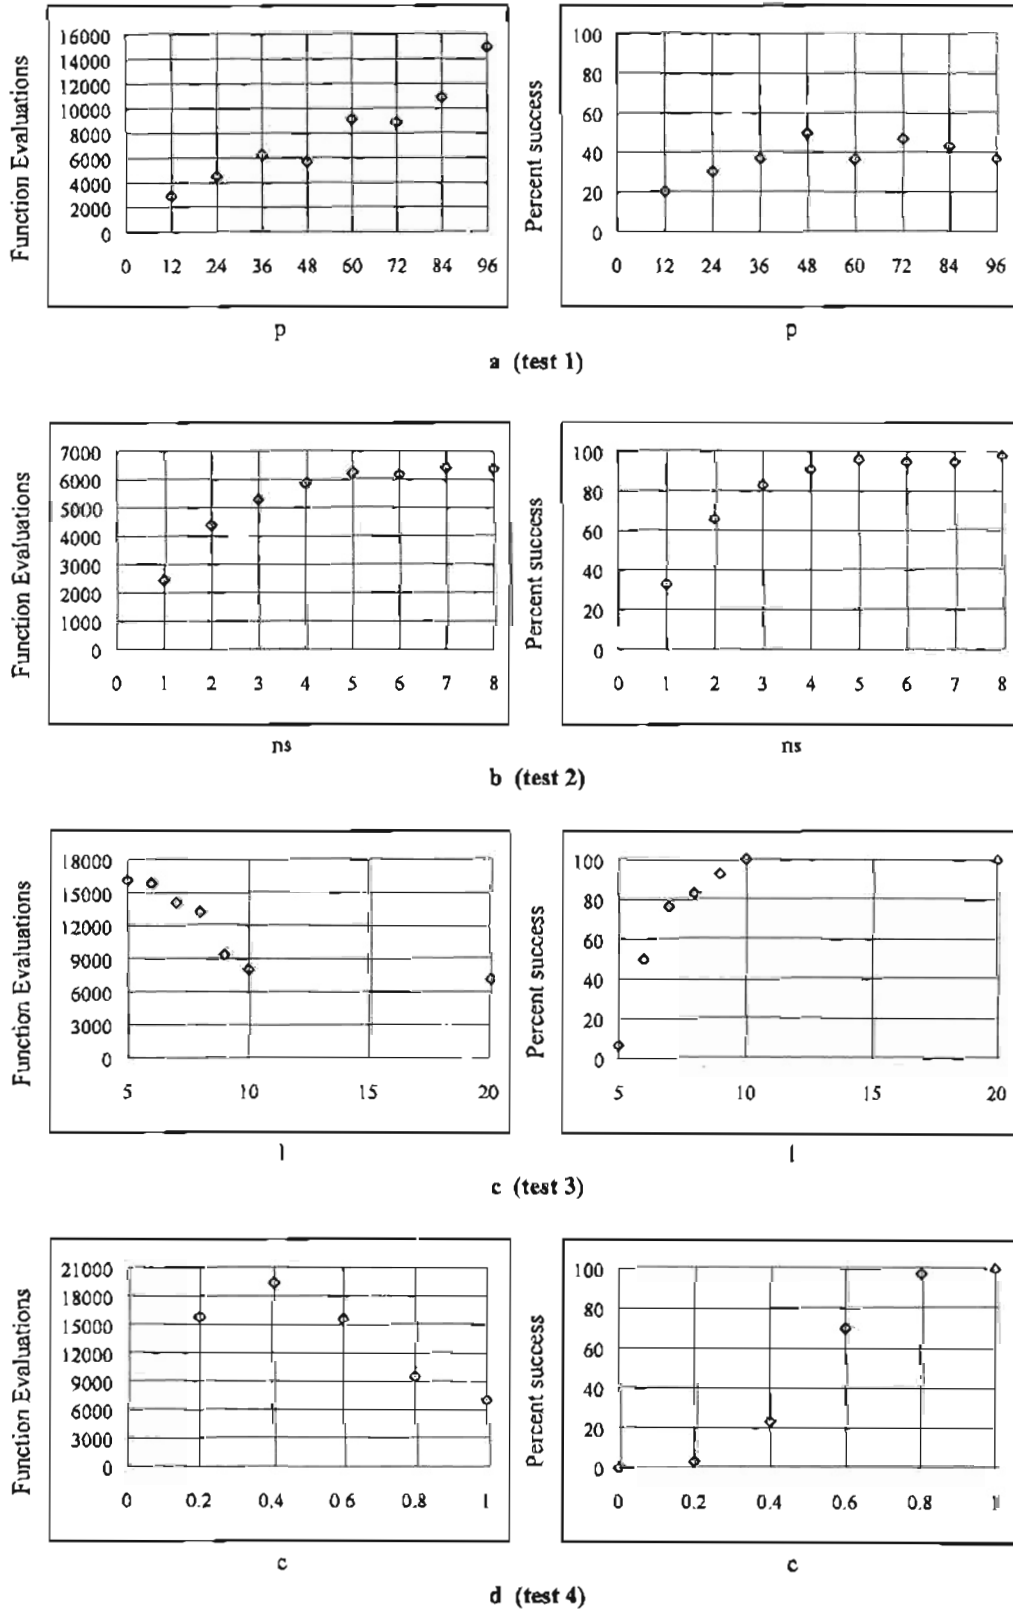 Function Evaluations
16000
14000
12000
10000
8000
6000
4000
2000
0
0 12 24 36 48 60 72 84 96
p
Percent success
100
80
60
40
20
0
0 12 24 36 48 60 72 84 96
p
a (test 1)
Function Evaluations
7000
6000
5000
4000
3000
2000
1000
0
0 1 2 3 4 5 6 7 8
ns
Percent success
100
80
60
40
20
0
0 1 2 3 4 5 6 7 8
ns
b (test 2)
Function Evaluations
18000
15000
12000
9000
6000
3000
0
5 10 15 20
l
Percent success
100
80
60
40
20
0
5 10 15 20
l
c (test 3)
Function Evaluations
21000
18000
15000
12000
9000
6000
3000
0
0 0.2 0.4 0.6 0.8 1
c
Percent success
100
80
60
40
20
0
0 0.2 0.4 0.6 0.8 1
c
d (test 4)